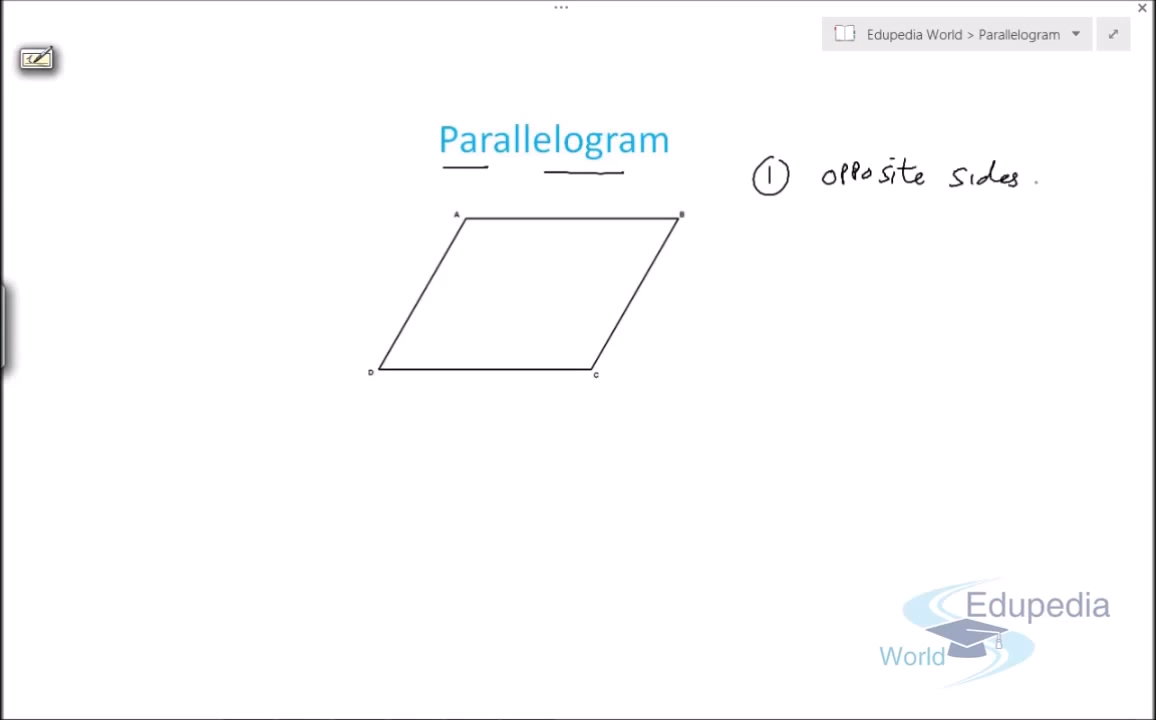 ...
Edupedia World > Parallelogram
Parallelogram
① opposite sides
A
B
D
C
Edupedia
World